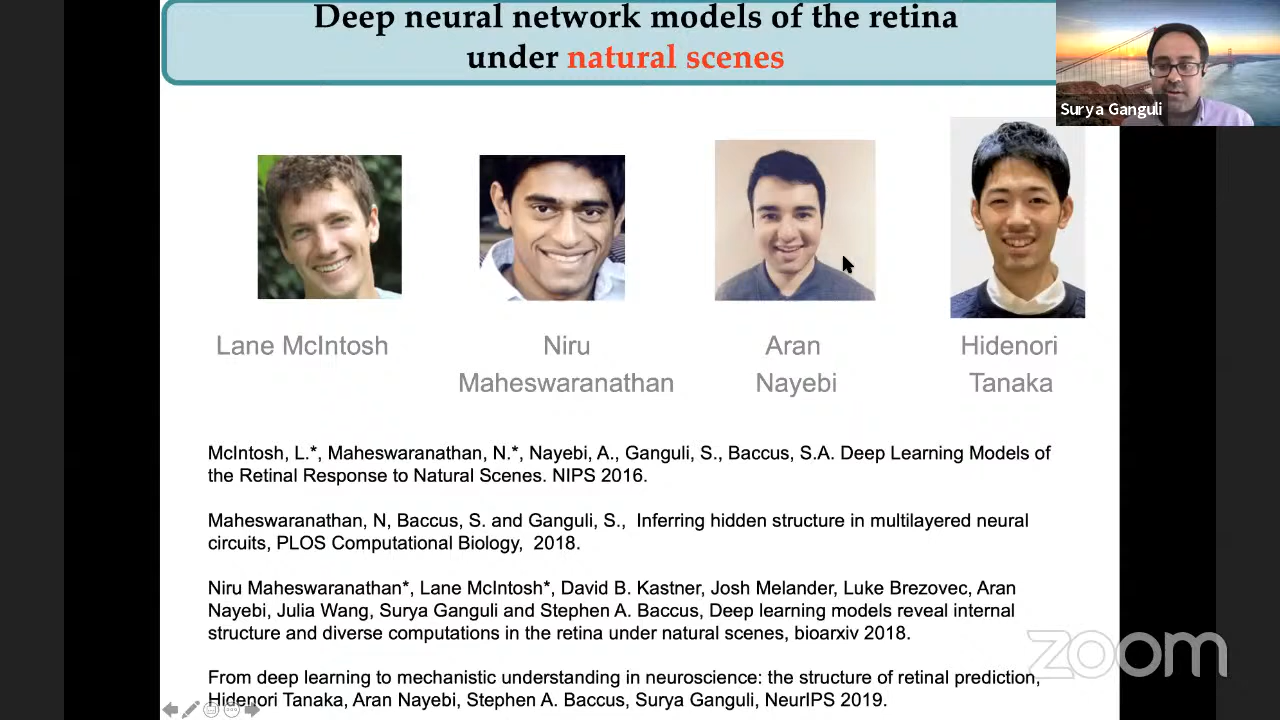 Deep neural network models of the retina
under natural scenes
Surya Ganguli
Lane McIntosh
Niru
Maheswaranathan
Aran
Nayebi
Hidenori
Tanaka
McIntosh, L.*, Maheswaranathan, N.*, Nayebi, A., Ganguli, S., Baccus, S.A. Deep Learning Models of
the Retinal Response to Natural Scenes. NIPS 2016.
Maheswaranathan, N, Baccus, S. and Ganguli, S., Inferring hidden structure in multilayered neural
circuits, PLOS Computational Biology, 2018.
Niru Maheswaranathan*, Lane McIntosh*, David B. Kastner, Josh Melander, Luke Brezovec, Aran
Nayebi, Julia Wang, Surya Ganguli and Stephen A. Baccus, Deep learning models reveal internal
structure and diverse computations in the retina under natural scenes, bioarxiv 2018.
From deep learning to mechanistic understanding in neuroscience: the structure of retinal prediction,
Hidenori Tanaka, Aran Nayebi, Stephen A. Baccus, Surya Ganguli, NeurIPS 2019.
zoom